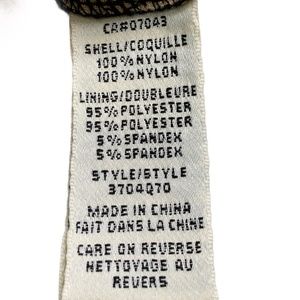 CA#07043
SHELL/COQUILLE
100% NYLON
100% NYLON
LINING/DOUBLEURE
95% POLYESTER
95% POLYESTER
5% SPANDEX
5% SPANDEX
STYLE/STYLE
3704Q70
MADE IN CHINA
FAIT DANS LA CHINE
CARE ON REVERSE
NETTOYAGE AU
REVERS